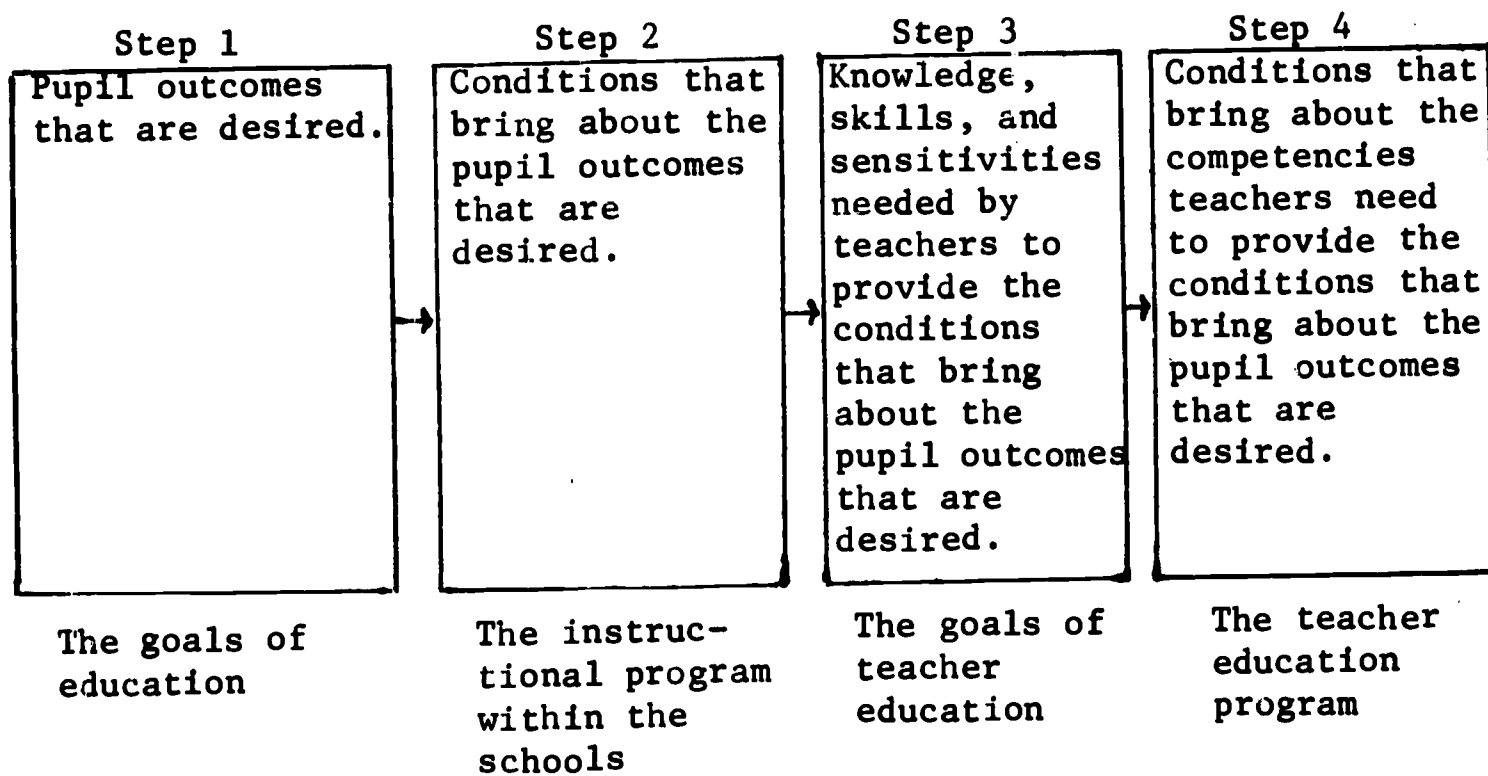 Step 1
Pupil outcomes
that are desired.
The goals of
education
Step 2
Conditions that
bring about the
pupil outcomes
that are
desired.
The instruc-
tional program
within the
schools
Step 3
Knowledge,
skills, and
sensitivities
needed by
teachers to
provide the
conditions
that bring
about the
pupil outcomes
that are
desired.
The goals of
teacher
education
Step 4
Conditions that
bring about the
competencies
teachers need
to provide the
conditions that
bring about the
pupil outcomes
that are
desired.
The teacher
education
program